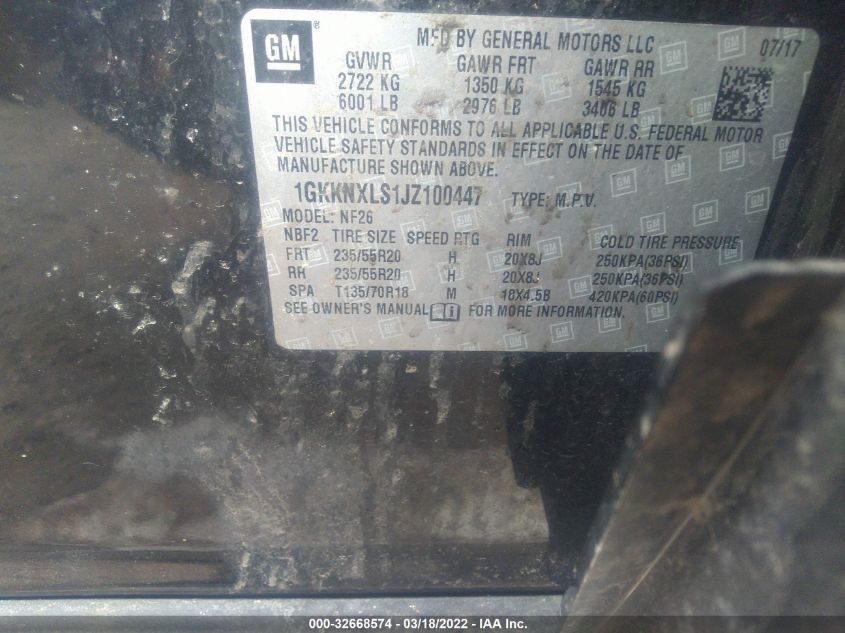 GM ®
MFD BY GENERAL MOTORS LLC 07/17
GVWR GAWR FRT GAWR RR
2722 KG 1350 KG 1545 KG
6001 LB 2976 LB 3406 LB
THIS VEHICLE CONFORMS TO ALL APPLICABLE U.S. FEDERAL MOTOR
VEHICLE SAFETY STANDARDS IN EFFECT ON THE DATE OF
MANUFACTURE SHOWN ABOVE.
1GKKNXLS1JZ100447 TYPE: M.P.V.
MODEL: NF26
NBF2 TIRE SIZE SPEED RTG RIM COLD TIRE PRESSURE
FRT 235/55R20 H 20X8J 250KPA(36PSI)
RH 235/55R20 H 20X8J 250KPA(36PSI)
SPA T135/70R18 M 18X4.5B 420KPA(60PSI)
SEE OWNER'S MANUAL FOR MORE INFORMATION.
000-32668574 - 03/18/2022 - IAA Inc.